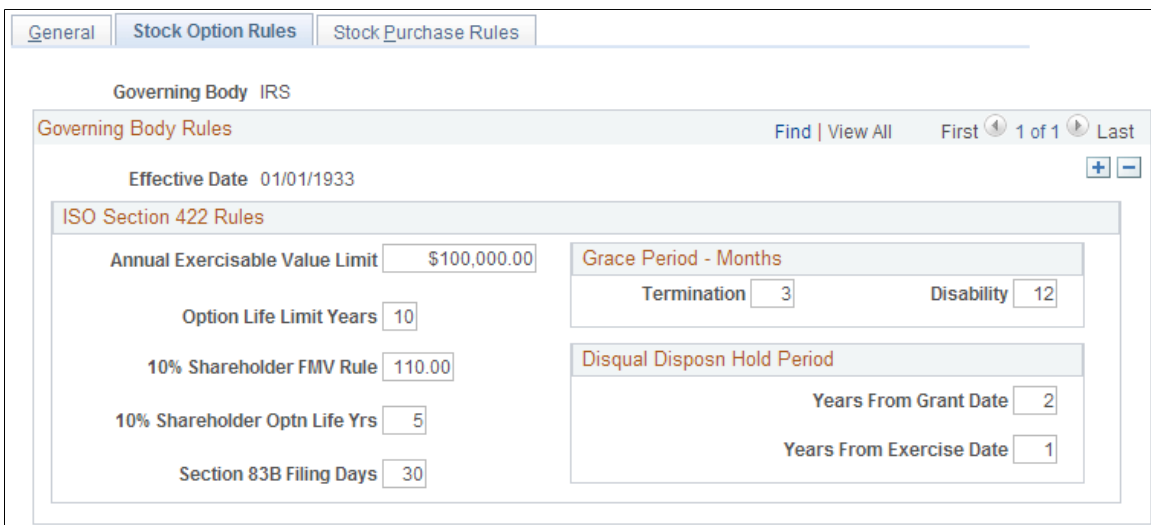 General Stock Option Rules Stock Purchase Rules
Governing Body IRS
Governing Body Rules Find | View All First 1 of 1 Last
Effective Date 01/01/1933
ISO Section 422 Rules
Annual Exercisable Value Limit $100,000.00
Option Life Limit Years 10
10% Shareholder FMV Rule 110.00
10% Shareholder Optn Life Yrs 5
Section 83B Filing Days 30
Grace Period - Months
Termination 3 Disability 12
Disqual Disposn Hold Period
Years From Grant Date 2
Years From Exercise Date 1